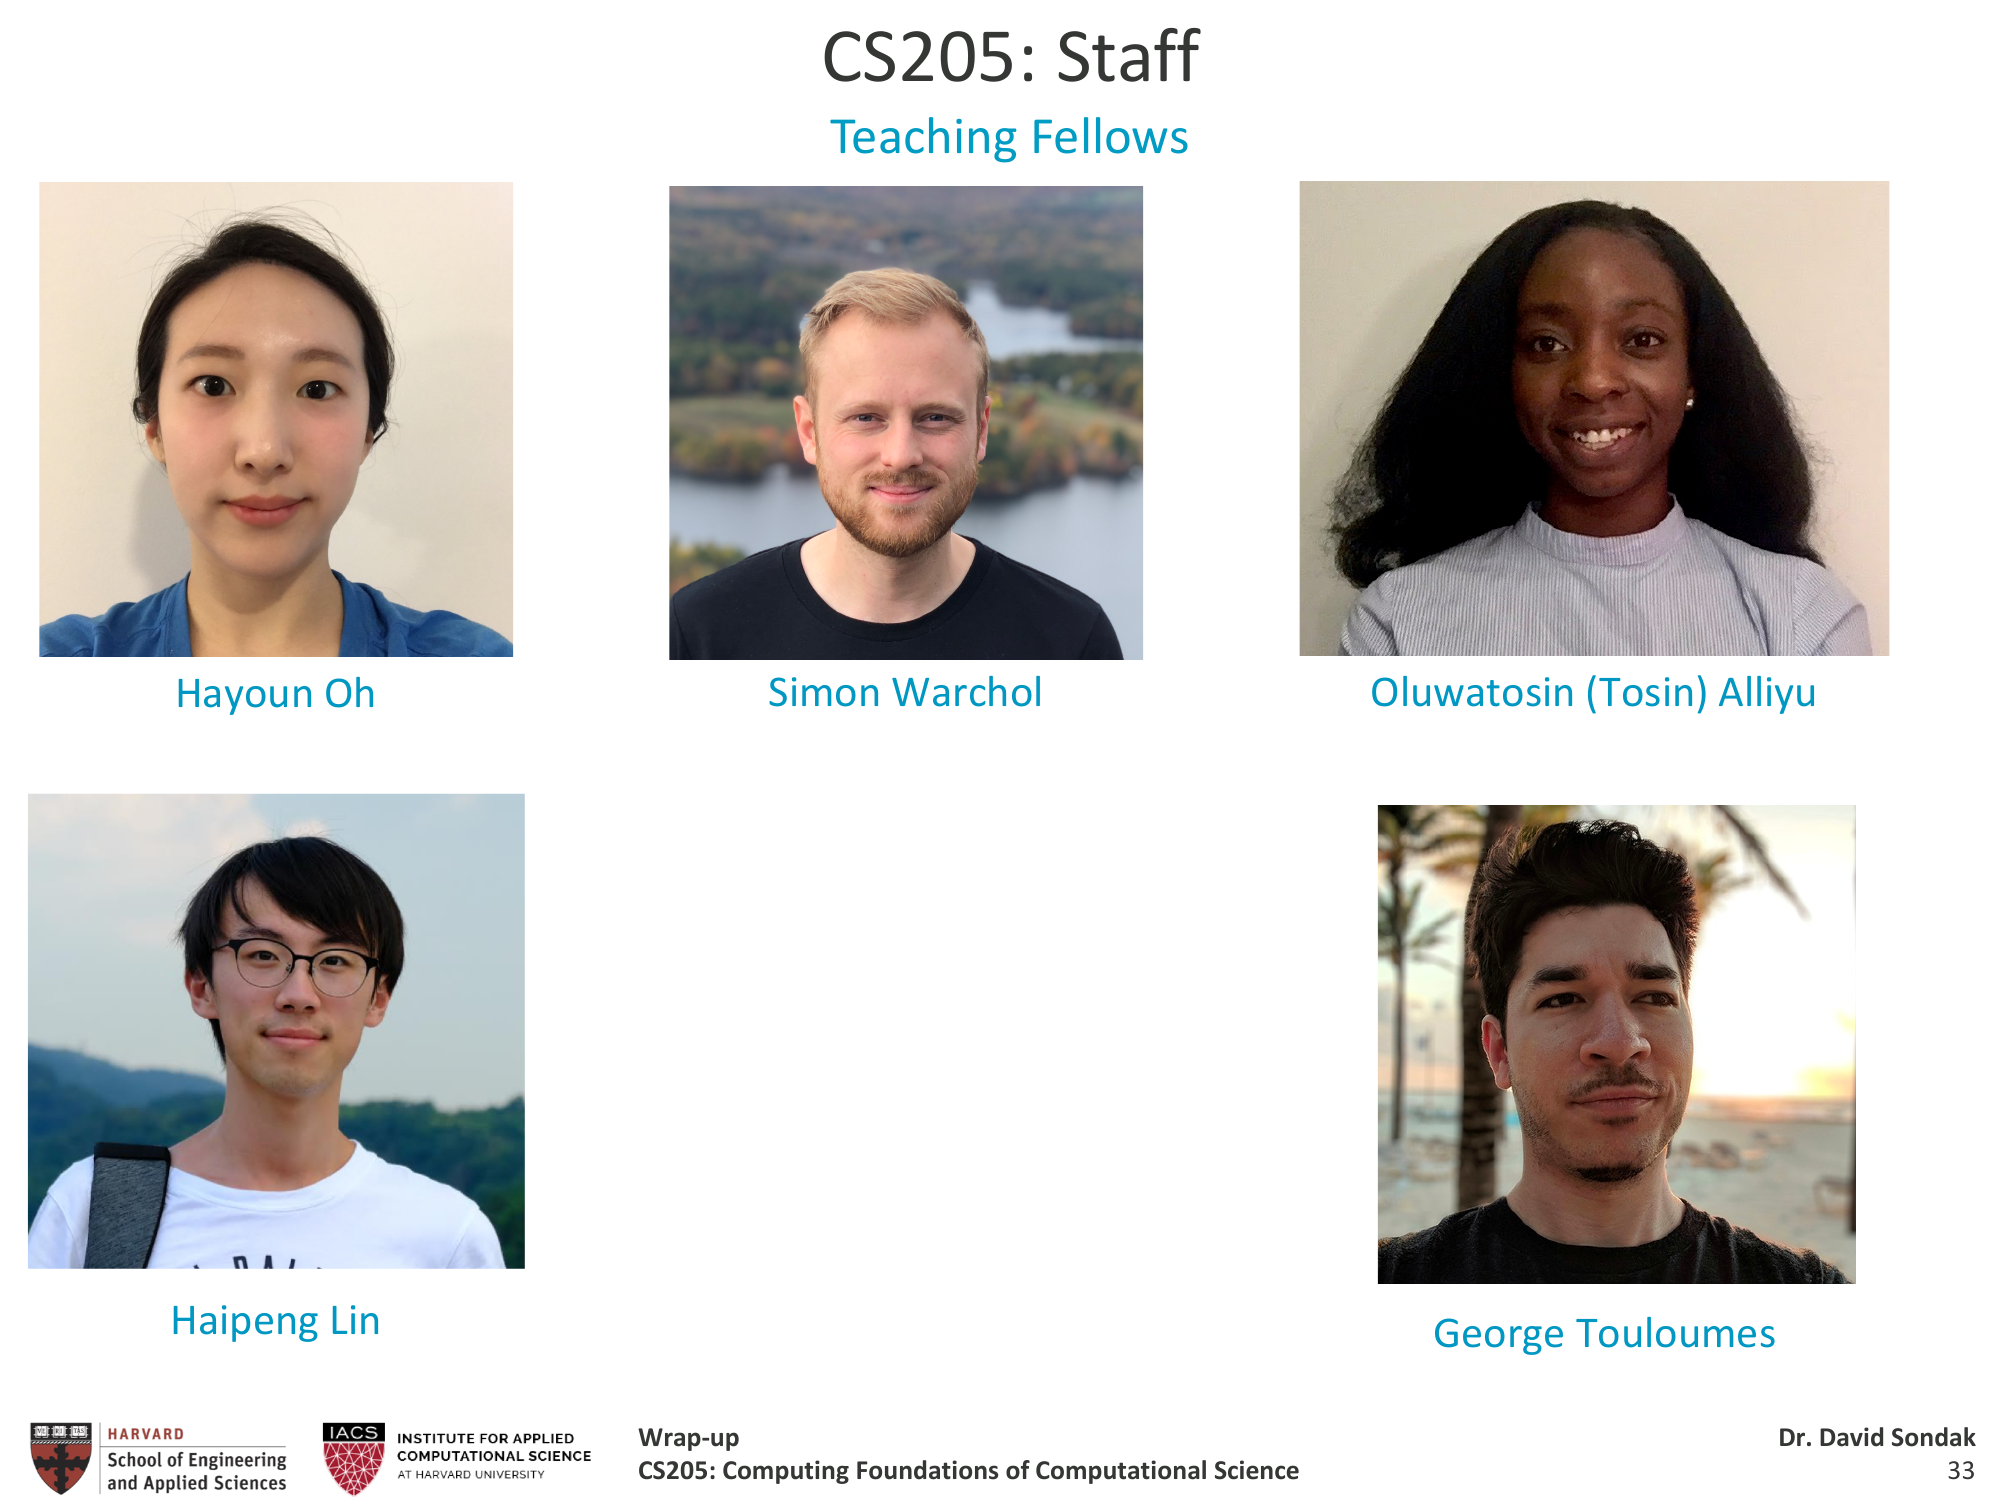 CS205: Staff
Teaching Fellows
Hayoun Oh
Simon Warchol
Oluwatosin (Tosin) Alliyu
Haipeng Lin
George Touloumes
HARVARD
School of Engineering
and Applied Sciences
IACS
INSTITUTE FOR APPLIED
COMPUTATIONAL SCIENCE
AT HARVARD UNIVERSITY
Wrap-up
CS205: Computing Foundations of Computational Science
Dr. David Sondak
33